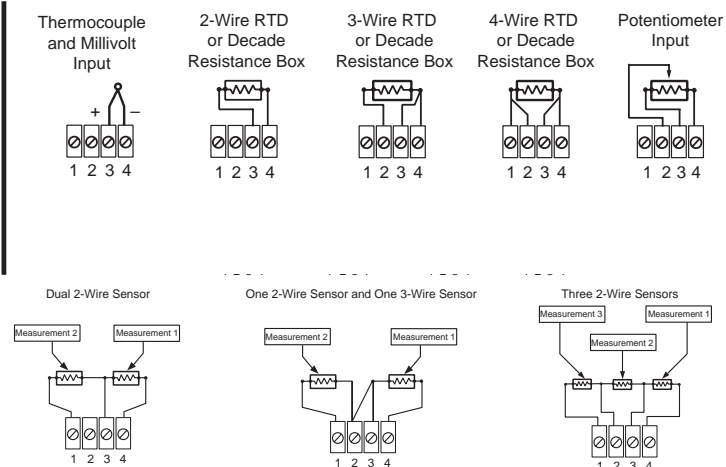 Thermocouple
and Millivolt
Input
+ –
1 2 3 4
2-Wire RTD
or Decade
Resistance Box
1 2 3 4
3-Wire RTD
or Decade
Resistance Box
1 2 3 4
4-Wire RTD
or Decade
Resistance Box
1 2 3 4
Potentiometer
Input
1 2 3 4
Dual 2-Wire Sensor
Measurement 2
Measurement 1
1 2 3 4
One 2-Wire Sensor and One 3-Wire Sensor
Measurement 2
Measurement 1
1 2 3 4
Three 2-Wire Sensors
Measurement 3
Measurement 1
Measurement 2
1 2 3 4